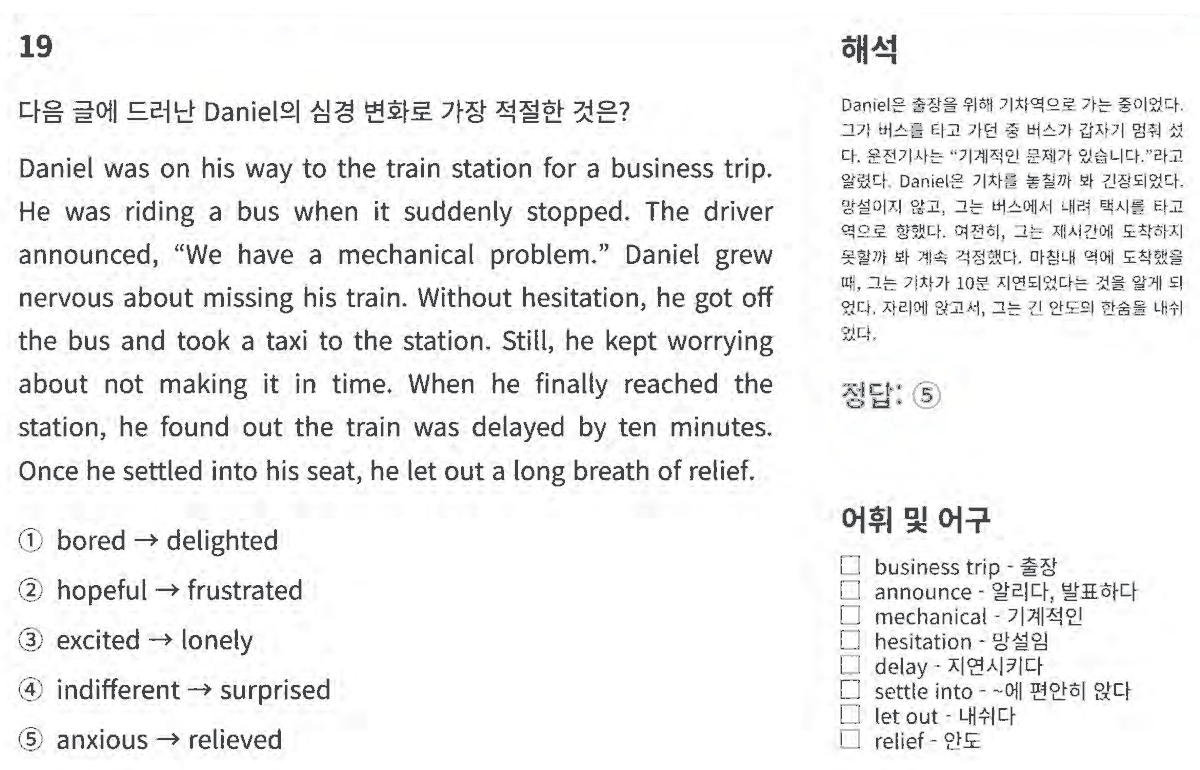 19
다음 글에 드러난 Daniel의 심경 변화로 가장 적절한 것은?
Daniel was on his way to the train station for a business trip.
He was riding a bus when it suddenly stopped. The driver
announced, “We have a mechanical problem.” Daniel grew
nervous about missing his train. Without hesitation, he got off
the bus and took a taxi to the station. Still, he kept worrying
about not making it in time. When he finally reached the
station, he found out the train was delayed by ten minutes.
Once he settled into his seat, he let out a long breath of relief.
① bored → delighted
② hopeful → frustrated
③ excited → lonely
④ indifferent → surprised
⑤ anxious → relieved
해석
Daniel은 출장을 위해 기차역으로 가는 중이었다.
그가 버스를 타고 가던 중 버스가 갑자기 멈춰 섰
다. 운전기사는 “기계적인 문제가 있습니다.”라고
알렸다. Daniel은 기차를 놓칠까 봐 긴장되었다.
망설이지 않고, 그는 버스에서 내려 택시를 타고
역으로 향했다. 여전히, 그는 제시간에 도착하지
못할까 봐 계속 걱정했다. 마침내 역에 도착했을
때, 그는 기차가 10분 지연되었다는 것을 알게 되
었다. 자리에 앉고서, 그는 긴 안도의 한숨을 내쉬
었다.
정답: ⑤
어휘 및 어구
□ business trip - 출장
□ announce - 알리다, 발표하다
□ mechanical - 기계적인
□ hesitation - 망설임
□ delay - 지연시키다
□ settle into - ~에 편안히 앉다
□ let out - 내쉬다
□ relief - 안도